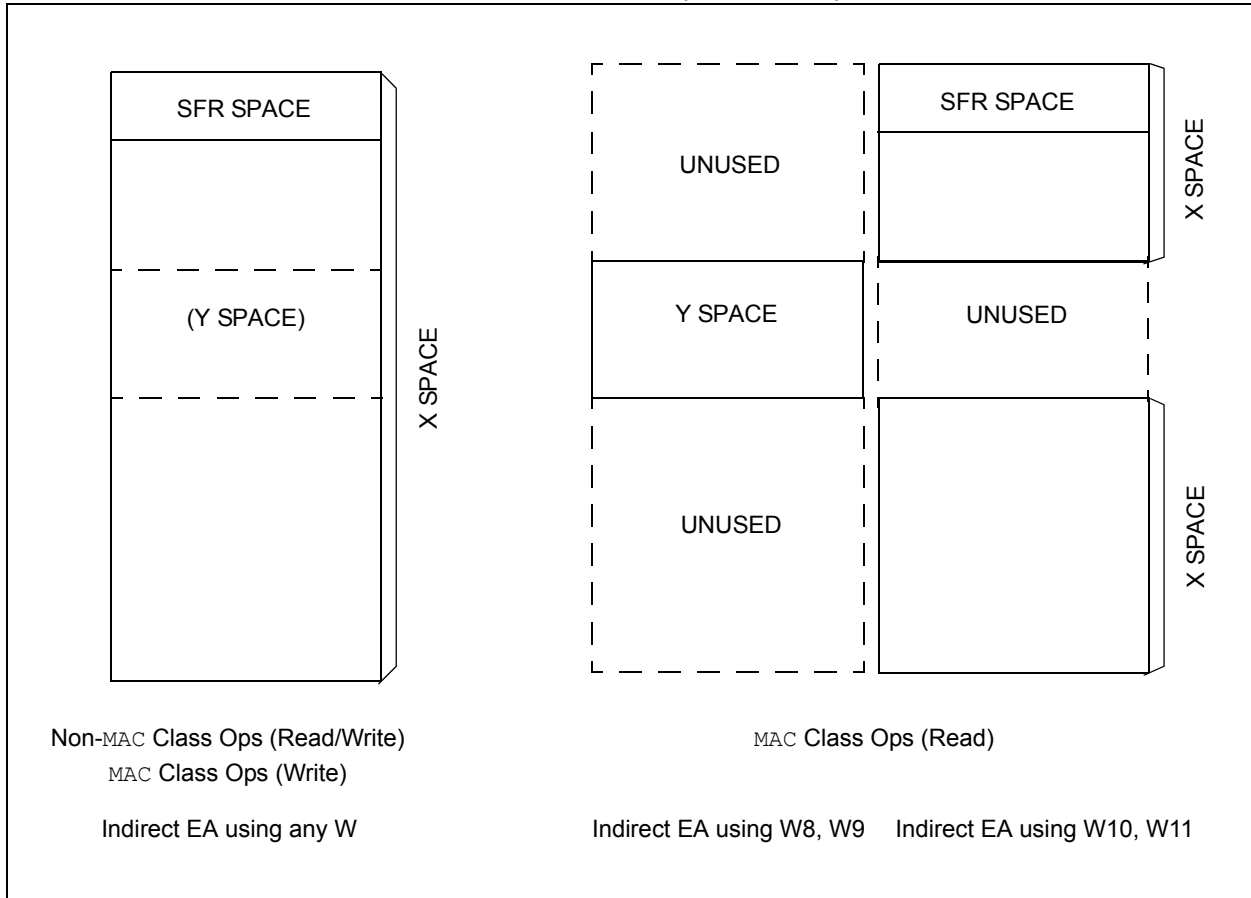 SFR SPACE
(Y SPACE)
X SPACE
UNUSED
Y SPACE
UNUSED
SFR SPACE
X SPACE
UNUSED
X SPACE
Non-MAC Class Ops (Read/Write)
MAC Class Ops (Write)
Indirect EA using any W
MAC Class Ops (Read)
Indirect EA using W8, W9
Indirect EA using W10, W11